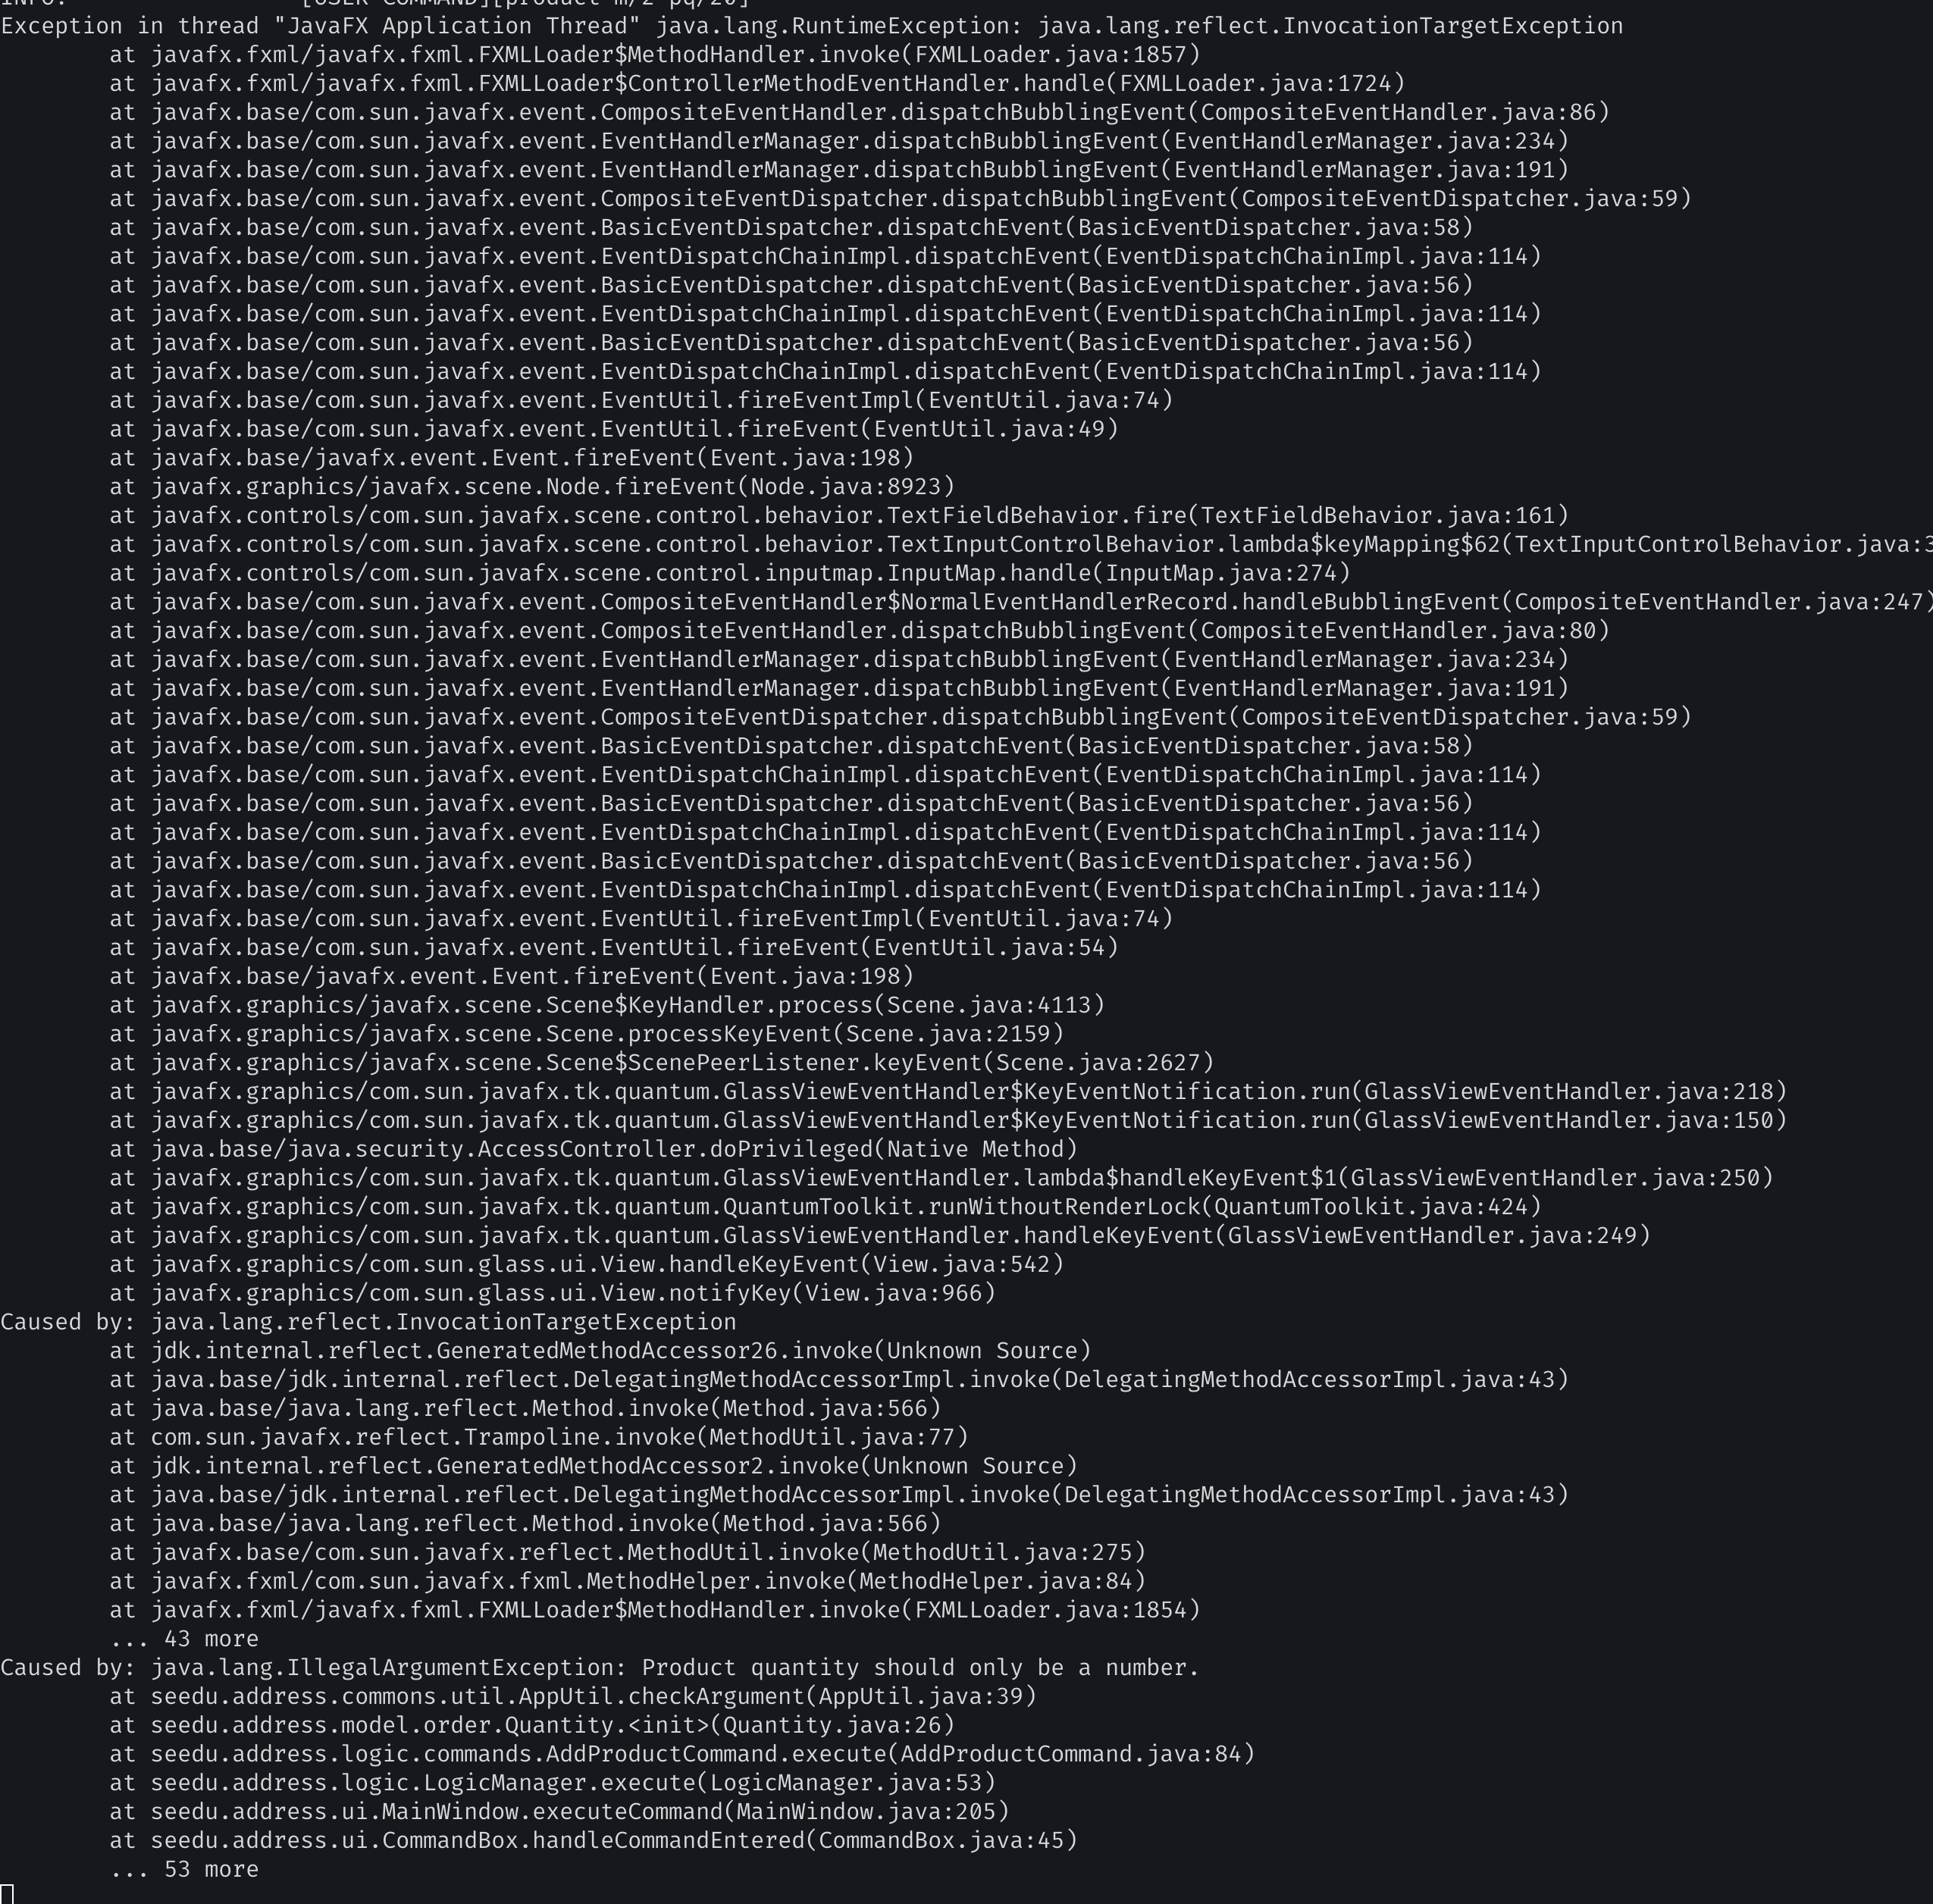 INFO: [USER COMMAND][product m/2 pq/20]
Exception in thread "JavaFX Application Thread" java.lang.RuntimeException: java.lang.reflect.InvocationTargetException
at javafx.fxml/javafx.fxml.FXMLLoader$MethodHandler.invoke(FXMLLoader.java:1857)
at javafx.fxml/javafx.fxml.FXMLLoader$ControllerMethodEventHandler.handle(FXMLLoader.java:1724)
at javafx.base/com.sun.javafx.event.CompositeEventHandler.dispatchBubblingEvent(CompositeEventHandler.java:86)
at javafx.base/com.sun.javafx.event.EventHandlerManager.dispatchBubblingEvent(EventHandlerManager.java:234)
at javafx.base/com.sun.javafx.event.EventHandlerManager.dispatchBubblingEvent(EventHandlerManager.java:191)
at javafx.base/com.sun.javafx.event.CompositeEventDispatcher.dispatchBubblingEvent(CompositeEventDispatcher.java:59)
at javafx.base/com.sun.javafx.event.BasicEventDispatcher.dispatchEvent(BasicEventDispatcher.java:58)
at javafx.base/com.sun.javafx.event.EventDispatchChainImpl.dispatchEvent(EventDispatchChainImpl.java:114)
at javafx.base/com.sun.javafx.event.BasicEventDispatcher.dispatchEvent(BasicEventDispatcher.java:56)
at javafx.base/com.sun.javafx.event.EventDispatchChainImpl.dispatchEvent(EventDispatchChainImpl.java:114)
at javafx.base/com.sun.javafx.event.BasicEventDispatcher.dispatchEvent(BasicEventDispatcher.java:56)
at javafx.base/com.sun.javafx.event.EventDispatchChainImpl.dispatchEvent(EventDispatchChainImpl.java:114)
at javafx.base/com.sun.javafx.event.EventUtil.fireEventImpl(EventUtil.java:74)
at javafx.base/com.sun.javafx.event.EventUtil.fireEvent(EventUtil.java:49)
at javafx.base/javafx.event.Event.fireEvent(Event.java:198)
at javafx.graphics/javafx.scene.Node.fireEvent(Node.java:8923)
at javafx.controls/com.sun.javafx.scene.control.behavior.TextFieldBehavior.fire(TextFieldBehavior.java:161)
at javafx.controls/com.sun.javafx.scene.control.behavior.TextInputControlBehavior.lambda$keyMapping$62(TextInputControlBehavior.java:3
at javafx.controls/com.sun.javafx.scene.control.inputmap.InputMap.handle(InputMap.java:274)
at javafx.base/com.sun.javafx.event.CompositeEventHandler$NormalEventHandlerRecord.handleBubblingEvent(CompositeEventHandler.java:247)
at javafx.base/com.sun.javafx.event.CompositeEventHandler.dispatchBubblingEvent(CompositeEventHandler.java:80)
at javafx.base/com.sun.javafx.event.EventHandlerManager.dispatchBubblingEvent(EventHandlerManager.java:234)
at javafx.base/com.sun.javafx.event.EventHandlerManager.dispatchBubblingEvent(EventHandlerManager.java:191)
at javafx.base/com.sun.javafx.event.CompositeEventDispatcher.dispatchBubblingEvent(CompositeEventDispatcher.java:59)
at javafx.base/com.sun.javafx.event.BasicEventDispatcher.dispatchEvent(BasicEventDispatcher.java:58)
at javafx.base/com.sun.javafx.event.EventDispatchChainImpl.dispatchEvent(EventDispatchChainImpl.java:114)
at javafx.base/com.sun.javafx.event.BasicEventDispatcher.dispatchEvent(BasicEventDispatcher.java:56)
at javafx.base/com.sun.javafx.event.EventDispatchChainImpl.dispatchEvent(EventDispatchChainImpl.java:114)
at javafx.base/com.sun.javafx.event.BasicEventDispatcher.dispatchEvent(BasicEventDispatcher.java:56)
at javafx.base/com.sun.javafx.event.EventDispatchChainImpl.dispatchEvent(EventDispatchChainImpl.java:114)
at javafx.base/com.sun.javafx.event.EventUtil.fireEventImpl(EventUtil.java:74)
at javafx.base/com.sun.javafx.event.EventUtil.fireEvent(EventUtil.java:54)
at javafx.base/javafx.event.Event.fireEvent(Event.java:198)
at javafx.graphics/javafx.scene.Scene$KeyHandler.process(Scene.java:4113)
at javafx.graphics/javafx.scene.Scene.processKeyEvent(Scene.java:2159)
at javafx.graphics/javafx.scene.Scene$ScenePeerListener.keyEvent(Scene.java:2627)
at javafx.graphics/com.sun.javafx.tk.quantum.GlassViewEventHandler$KeyEventNotification.run(GlassViewEventHandler.java:218)
at javafx.graphics/com.sun.javafx.tk.quantum.GlassViewEventHandler$KeyEventNotification.run(GlassViewEventHandler.java:150)
at java.base/java.security.AccessController.doPrivileged(Native Method)
at javafx.graphics/com.sun.javafx.tk.quantum.GlassViewEventHandler.lambda$handleKeyEvent$1(GlassViewEventHandler.java:250)
at javafx.graphics/com.sun.javafx.tk.quantum.QuantumToolkit.runWithoutRenderLock(QuantumToolkit.java:424)
at javafx.graphics/com.sun.javafx.tk.quantum.GlassViewEventHandler.handleKeyEvent(GlassViewEventHandler.java:249)
at javafx.graphics/com.sun.glass.ui.View.handleKeyEvent(View.java:542)
at javafx.graphics/com.sun.glass.ui.View.notifyKey(View.java:966)
Caused by: java.lang.reflect.InvocationTargetException
at jdk.internal.reflect.GeneratedMethodAccessor26.invoke(Unknown Source)
at java.base/jdk.internal.reflect.DelegatingMethodAccessorImpl.invoke(DelegatingMethodAccessorImpl.java:43)
at java.base/java.lang.reflect.Method.invoke(Method.java:566)
at com.sun.javafx.reflect.Trampoline.invoke(MethodUtil.java:77)
at jdk.internal.reflect.GeneratedMethodAccessor2.invoke(Unknown Source)
at java.base/jdk.internal.reflect.DelegatingMethodAccessorImpl.invoke(DelegatingMethodAccessorImpl.java:43)
at java.base/java.lang.reflect.Method.invoke(Method.java:566)
at javafx.base/com.sun.javafx.reflect.MethodUtil.invoke(MethodUtil.java:275)
at javafx.fxml/com.sun.javafx.fxml.MethodHelper.invoke(MethodHelper.java:84)
at javafx.fxml/javafx.fxml.FXMLLoader$MethodHandler.invoke(FXMLLoader.java:1854)
... 43 more
Caused by: java.lang.IllegalArgumentException: Product quantity should only be a number.
at seedu.address.commons.util.AppUtil.checkArgument(AppUtil.java:39)
at seedu.address.model.order.Quantity.<init>(Quantity.java:26)
at seedu.address.logic.commands.AddProductCommand.execute(AddProductCommand.java:84)
at seedu.address.logic.LogicManager.execute(LogicManager.java:53)
at seedu.address.ui.MainWindow.executeCommand(MainWindow.java:205)
at seedu.address.ui.CommandBox.handleCommandEntered(CommandBox.java:45)
... 53 more